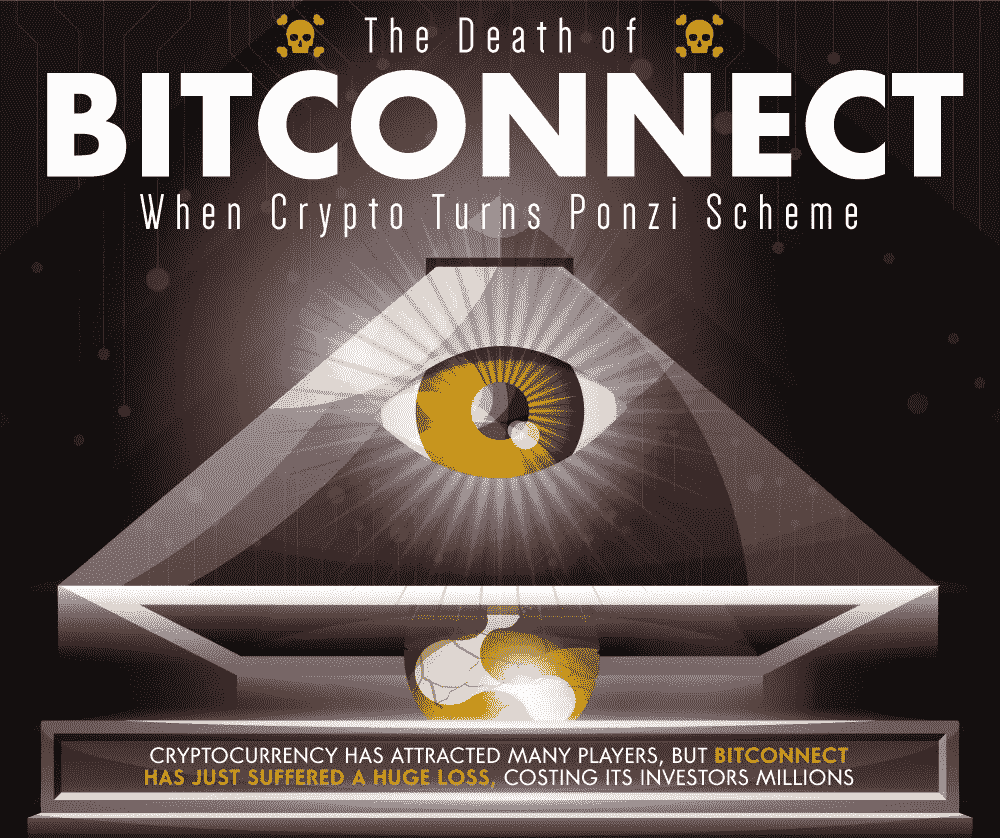 The Death of
BITCONNECT
When Crypto Turns Ponzi Scheme
CRYPTOCURRENCY HAS ATTRACTED MANY PLAYERS, BUT BITCONNECT
HAS JUST SUFFERED A HUGE LOSS, COSTING ITS INVESTORS MILLIONS